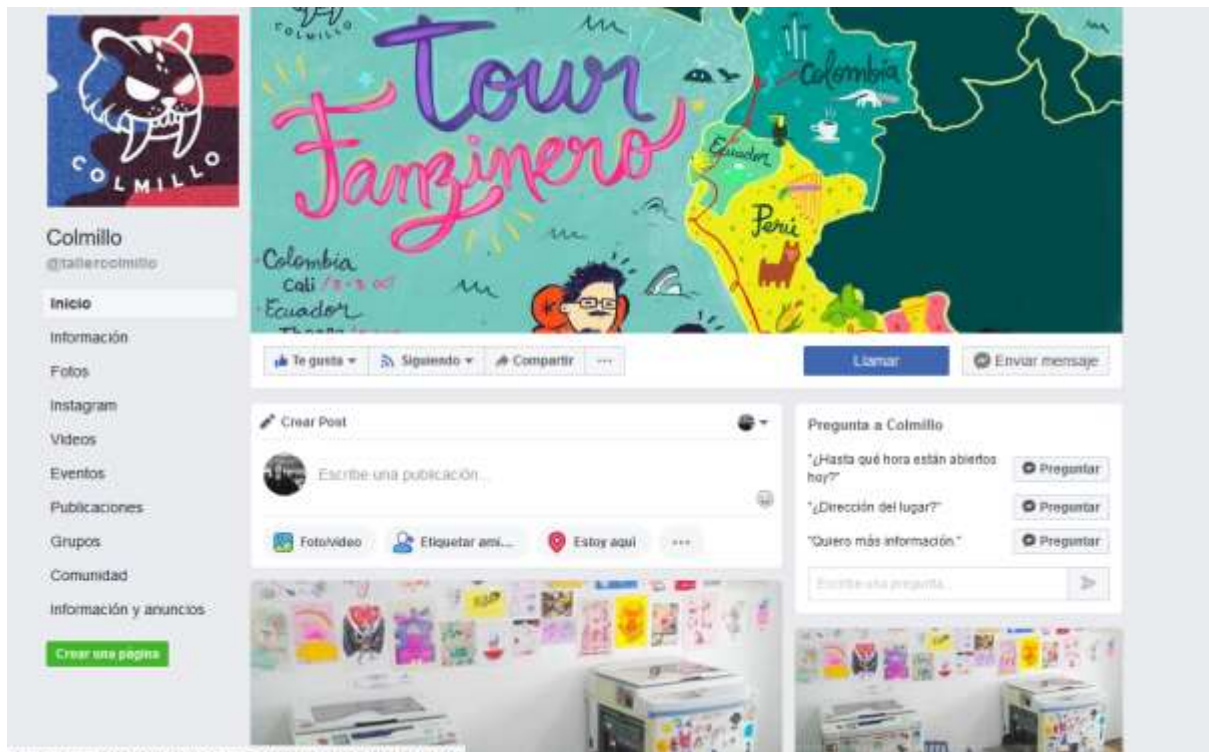 COLMILLO
Colmillo
@tallercolmillo
Inicio
Información
Fotos
Instagram
Videos
Eventos
Publicaciones
Grupos
Comunidad
Información y anuncios
Crear una página
COLMILLO
Tour
Fanzinero
Colombia
Cali
Ecuador
Colombia
Ecuador
Perú
Te gusta
Siguiendo
Compartir
Llamar
Enviar mensaje
Crear Post
Escribe una publicación...
Foto/video
Etiquetar ami...
Estoy aquí
Pregunta a Colmillo
"¿Hasta qué hora están abiertos
hoy?"
Preguntar
"¿Dirección del lugar?"
Preguntar
"Quiero más información."
Preguntar
Escribe una pregunta...